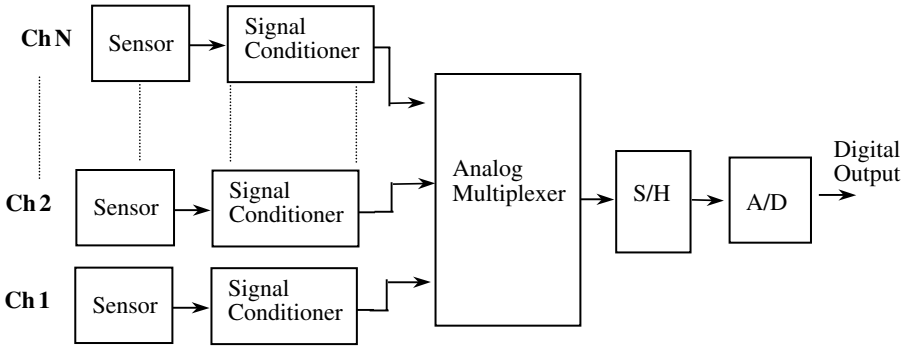 Ch N
Sensor
Signal
Conditioner
Ch 2
Sensor
Signal
Conditioner
Ch 1
Sensor
Signal
Conditioner
Analog
Multiplexer
S/H
A/D
Digital
Output